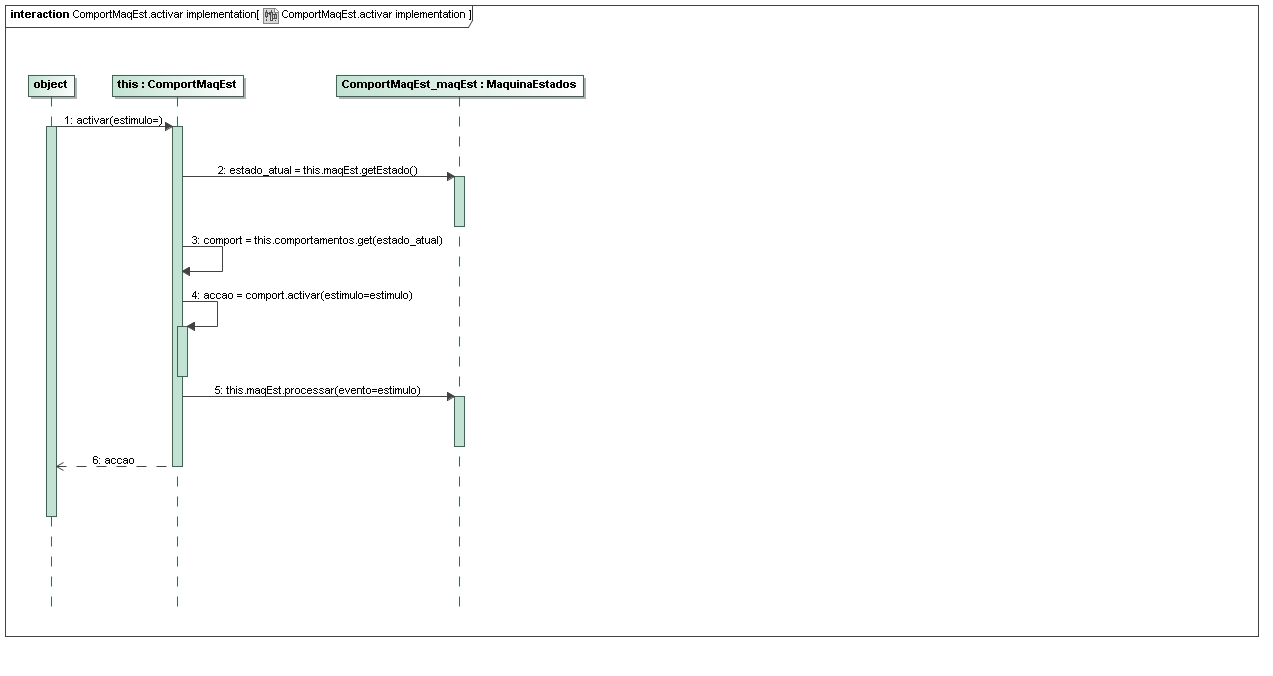 interaction ComportMaqEst.activar implementation[ ComportMaqEst.activar implementation ]
object
this : ComportMaqEst
ComportMaqEst_maqEst : MaquinaEstados
1: activar(estimulo=)
2: estado_atual = this.maqEst.getEstado()
3: comport = this.comportamentos.get(estado_atual)
4: accao = comport.activar(estimulo=estimulo)
5: this.maqEst.processar(evento=estimulo)
6: accao